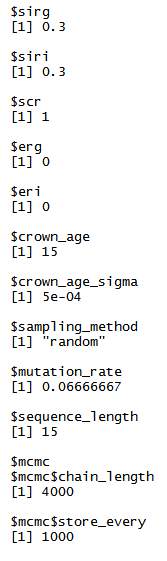 $sirg
[1] 0.3
$siri
[1] 0.3
$scr
[1] 1
$erg
[1] 0
$eri
[1] 0
$crown_age
[1] 15
$crown_age_sigma
[1] 5e-04
$sampling_method
[1] "random"
$mutation_rate
[1] 0.06666667
$sequence_length
[1] 15
$mcmc
$mcmc$chain_length
[1] 4000
$mcmc$store_every
[1] 1000